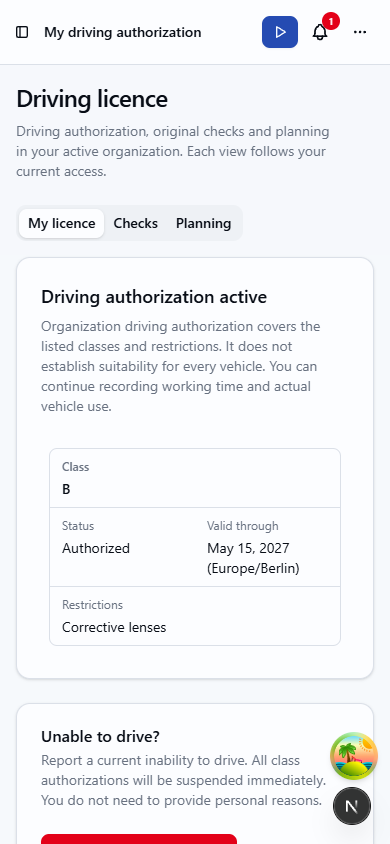 My driving authorization
1
Driving licence
Driving authorization, original checks and planning
in your active organization. Each view follows your
current access.
My licence
Checks
Planning
Driving authorization active
Organization driving authorization covers the
listed classes and restrictions. It does not
establish suitability for every vehicle. You can
continue recording working time and actual
vehicle use.
Class
B
Status
Authorized
Valid through
May 15, 2027
(Europe/Berlin)
Restrictions
Corrective lenses
Unable to drive?
Report a current inability to drive. All class
authorizations will be suspended immediately.
You do not need to provide personal reasons.
N